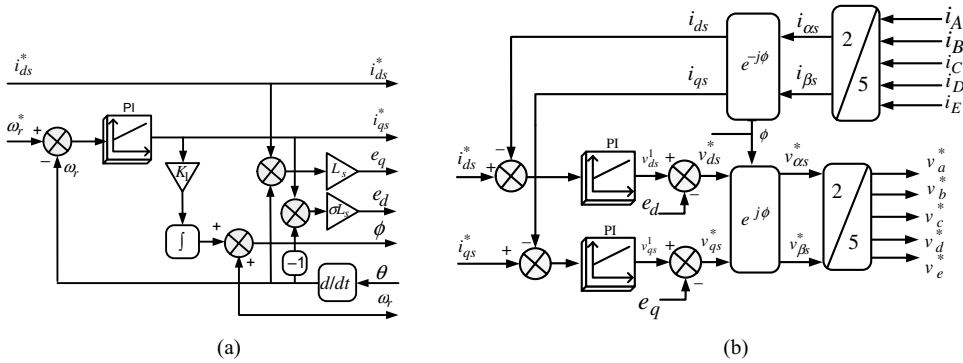 i*ds
i*ds
PI
i*qs
ω*r
+
−
ωr
K1
Ls
eq
σLs
ed
∫
+
+
ϕ
−1
d/dt
θ
ωr
(a)
ids
iαs
iqs
iβs
e−jϕ
2
5
iA
iB
iC
iD
iE
ϕ
i*ds
+
−
PI
v1ds
+
−
v*ds
ed
v*αs
i*qs
+
−
PI
v1qs
+
−
v*qs
eq
ejϕ
v*βs
2
5
v*a
v*b
v*c
v*d
v*e
(b)